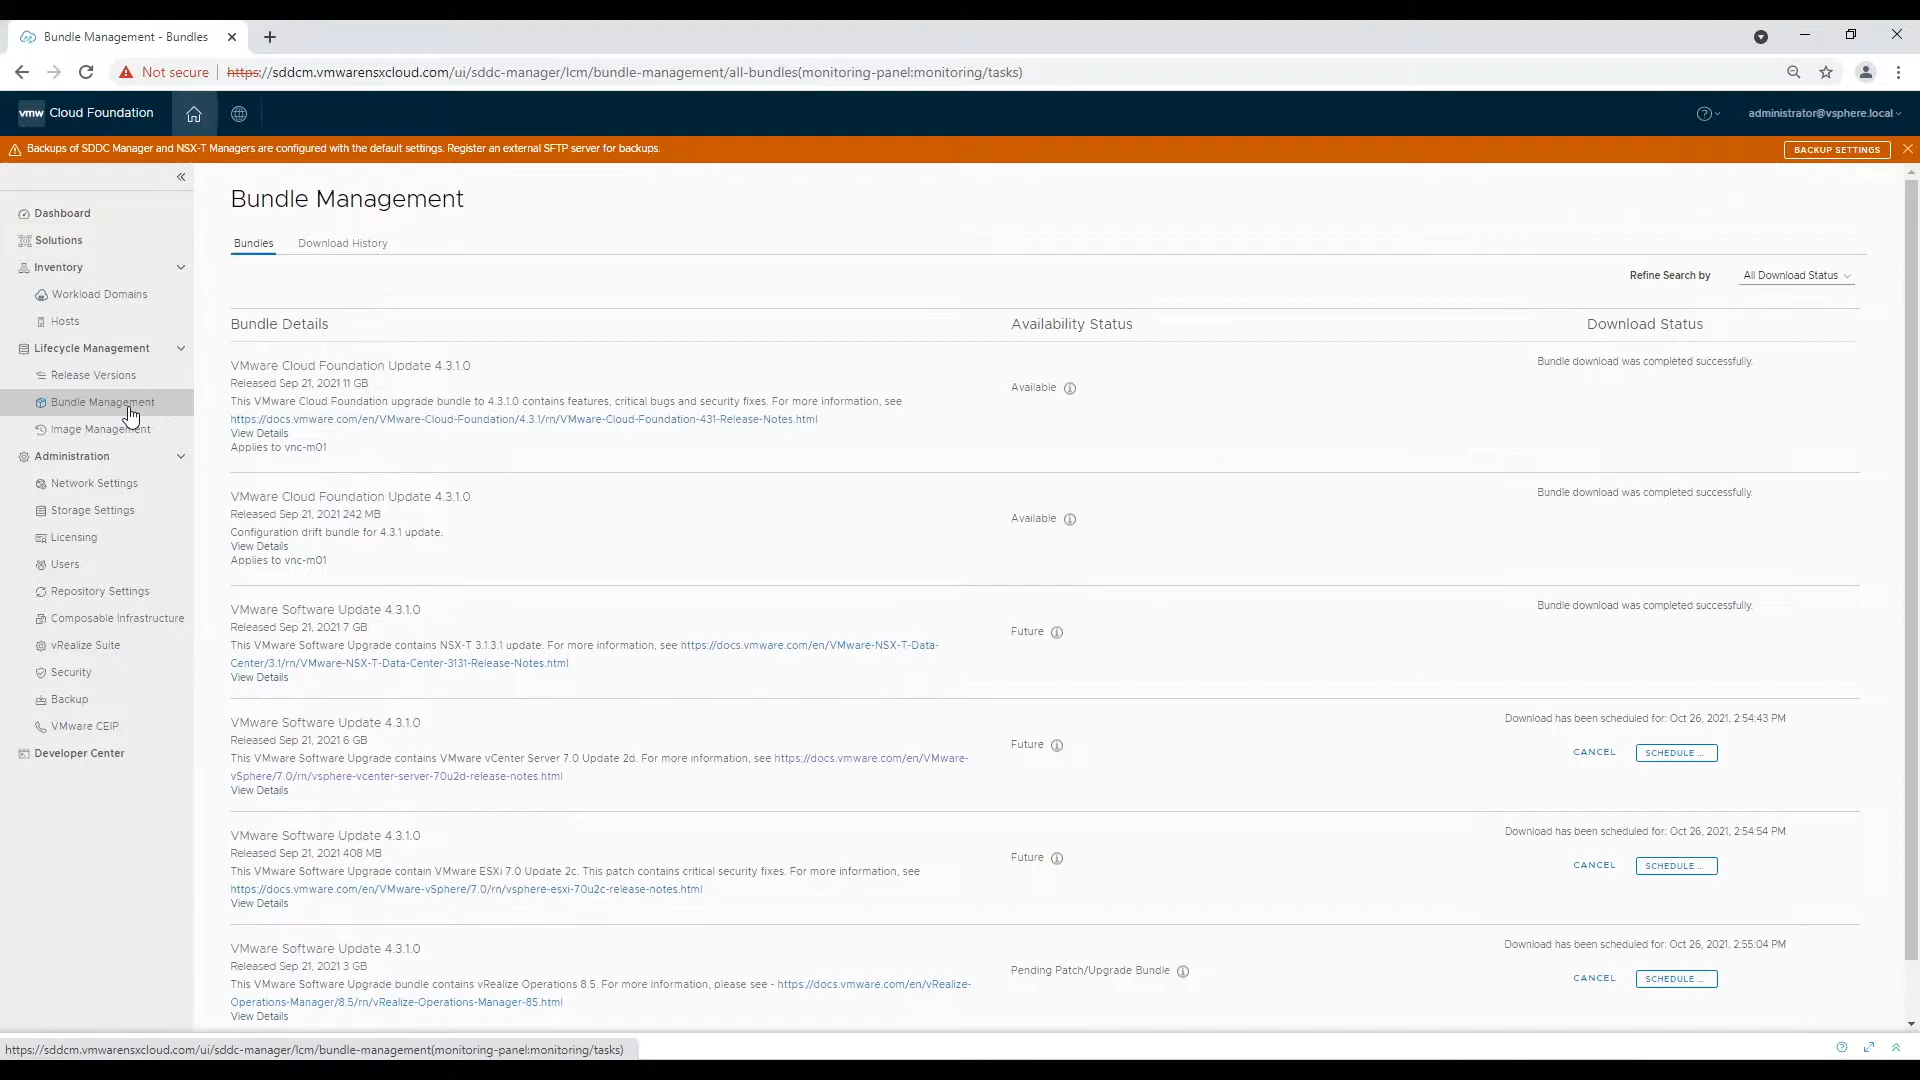 Bundle Management - Bundles
Not secure
https://sddcm.vmwarensxcloud.com/ui/sddc-manager/lcm/bundle-management/all-bundles(monitoring-panel:monitoring/tasks)
vmw Cloud Foundation
administrator@vsphere.local
Backups of SDDC Manager and NSX-T Managers are configured with the default settings. Register an external SFTP server for backups.
BACKUP SETTINGS
Dashboard
Solutions
Inventory
Workload Domains
Hosts
Lifecycle Management
Release Versions
Bundle Management
Image Management
Administration
Network Settings
Storage Settings
Licensing
Users
Repository Settings
Composable Infrastructure
vRealize Suite
Security
Backup
VMware CEIP
Developer Center
Bundle Management
Bundles
Download History
Refine Search by
All Download Status
Bundle Details
Availability Status
Download Status
VMware Cloud Foundation Update 4.3.1.0
Released Sep 21, 2021 11 GB
This VMware Cloud Foundation upgrade bundle to 4.3.1.0 contains features, critical bugs and security fixes. For more information, see
https://docs.vmware.com/en/VMware-Cloud-Foundation/4.3.1/rn/VMware-Cloud-Foundation-431-Release-Notes.html
View Details
Applies to vnc-m01
Available
Bundle download was completed successfully.
VMware Cloud Foundation Update 4.3.1.0
Released Sep 21, 2021 242 MB
Configuration drift bundle for 4.3.1 update.
View Details
Applies to vnc-m01
Available
Bundle download was completed successfully.
VMware Software Update 4.3.1.0
Released Sep 21, 2021 7 GB
This VMware Software Upgrade contains NSX-T 3.1.3.1 update. For more information, see https://docs.vmware.com/en/VMware-NSX-T-Data-
Center/3.1/rn/VMware-NSX-T-Data-Center-3131-Release-Notes.html
View Details
Future
Bundle download was completed successfully.
VMware Software Update 4.3.1.0
Released Sep 21, 2021 6 GB
This VMware Software Upgrade contains VMware vCenter Server 7.0 Update 2d. For more information, see https://docs.vmware.com/en/VMware-
vSphere/7.0/rn/vsphere-vcenter-server-70u2d-release-notes.html
View Details
Future
Download has been scheduled for: Oct 26, 2021, 2:54:43 PM
CANCEL
SCHEDULE ...
VMware Software Update 4.3.1.0
Released Sep 21, 2021 408 MB
This VMware Software Upgrade contain VMware ESXi 7.0 Update 2c. This patch contains critical security fixes. For more information, see
https://docs.vmware.com/en/VMware-vSphere/7.0/rn/vsphere-esxi-70u2c-release-notes.html
View Details
Future
Download has been scheduled for: Oct 26, 2021, 2:54:54 PM
CANCEL
SCHEDULE ...
VMware Software Update 4.3.1.0
Released Sep 21, 2021 3 GB
This VMware Software Upgrade bundle contains vRealize Operations 8.5. For more information, please see - https://docs.vmware.com/en/vRealize-
Operations-Manager/8.5/rn/vRealize-Operations-Manager-85.html
View Details
Pending Patch/Upgrade Bundle
Download has been scheduled for: Oct 26, 2021, 2:55:04 PM
CANCEL
SCHEDULE ...
https://sddcm.vmwarensxcloud.com/ui/sddc-manager/lcm/bundle-management(monitoring-panel:monitoring/tasks)